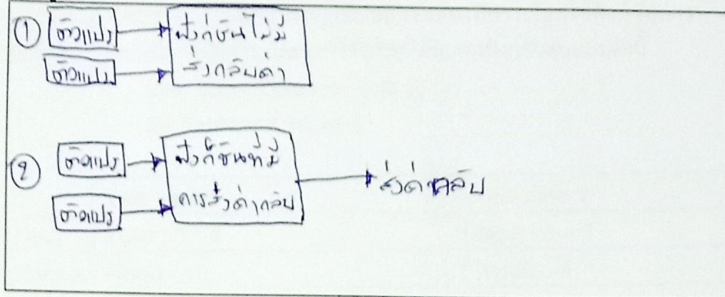 ① ตัวแปร ฟังก์ชันไม่มี
ตัวแปร ส่งกลับค่า
② ตัวแปร ฟังก์ชันที่มี
ตัวแปร การส่งค่ากลับ
ส่งค่ากลับ